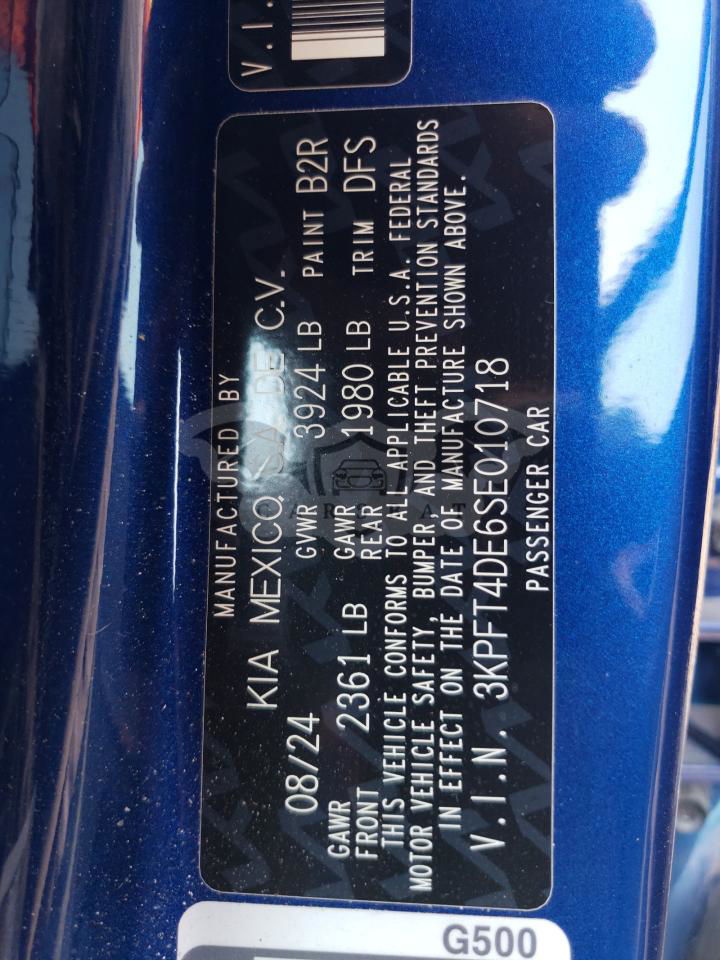 V.I.
MANUFACTURED BY
KIA MEXICO, SA DE C.V.
08/24 GVWR 3924 LB PAINT B2R
GAWR FRONT 2361 LB GAWR REAR 1980 LB TRIM DFS
THIS VEHICLE CONFORMS TO ALL APPLICABLE U.S.A. FEDERAL
MOTOR VEHICLE SAFETY, BUMPER AND THEFT PREVENTION STANDARDS
IN EFFECT ON THE DATE OF MANUFACTURE SHOWN ABOVE.
V.I.N. 3KPFT4DE6SE010718
PASSENGER CAR
G500